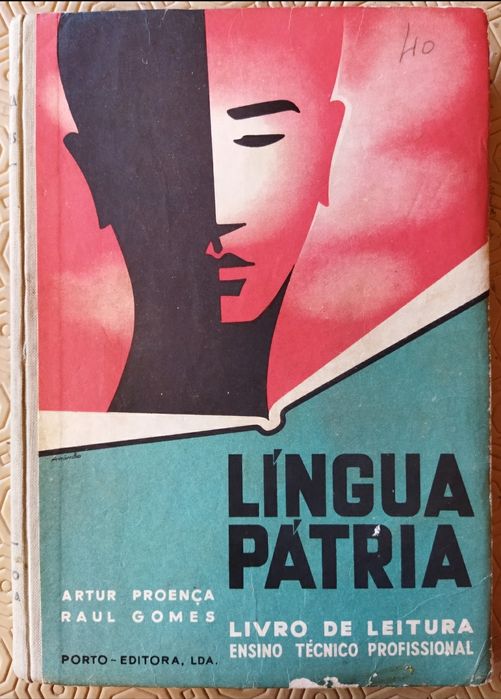 40
LÍNGUA
PÁTRIA
ARTUR PROENÇA
RAUL GOMES
LIVRO DE LEITURA
ENSINO TÉCNICO PROFISSIONAL
PORTO-EDITORA, LDA.